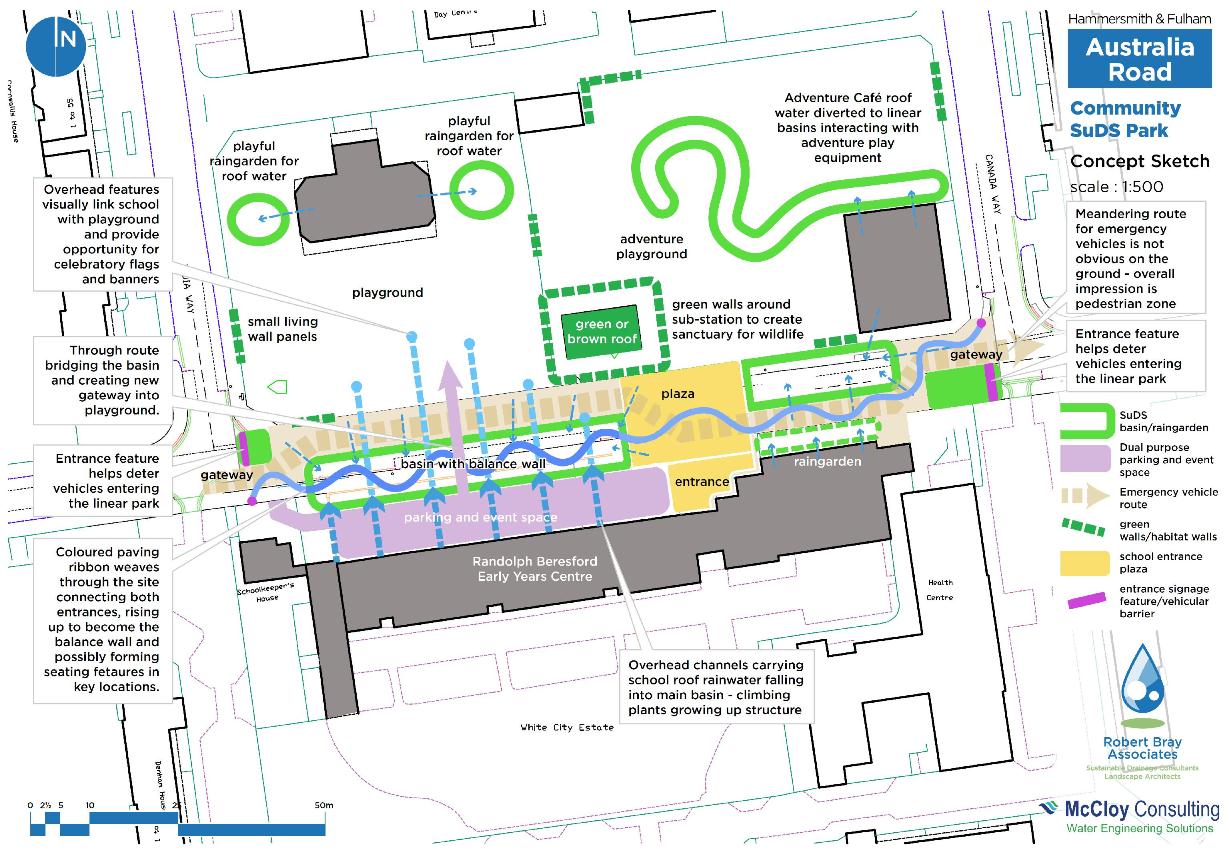 Hammersmith & Fulham
Australia
Road
Community
SuDS Park
Concept Sketch
scale : 1:500
N
Day Centre
playful
raingarden for
roof water
playful
raingarden for
roof water
Adventure Café roof
water diverted to linear
basins interacting with
adventure play
equipment
CANADA WAY
Overhead features
visually link school
with playground
and provide
opportunity for
celebratory flags
and banners
Meandering route
for emergency
vehicles is not
obvious on the
ground - overall
impression is
pedestrian zone
adventure
playground
playground
small living
wall panels
green or
brown roof
green walls around
sub-station to create
sanctuary for wildlife
Through route
bridging the basin
and creating new
gateway into
playground.
gateway
Entrance feature
helps deter
vehicles entering
the linear park
plaza
Entrance feature
helps deter
vehicles entering
the linear park
gateway
basin with balance wall
raingarden
entrance
parking and event space
SuDS
basin/raingarden
Dual purpose
parking and event
space
Emergency vehicle
route
green
walls/habitat walls
school entrance
plaza
entrance signage
feature/vehicular
barrier
Coloured paving
ribbon weaves
through the site
connecting both
entrances, rising
up to become the
balance wall and
possibly forming
seating fetaures in
key locations.
Schoolkeeper's
House
Randolph Beresford
Early Years Centre
Health
Centre
Overhead channels carrying
school roof rainwater falling
into main basin - climbing
plants growing up structure
White City Estate
Robert Bray
Associates
Sustainable Drainage Consultants
Landscape Architects
0 2½ 5 10 25 50m
McCloy Consulting
Water Engineering Solutions